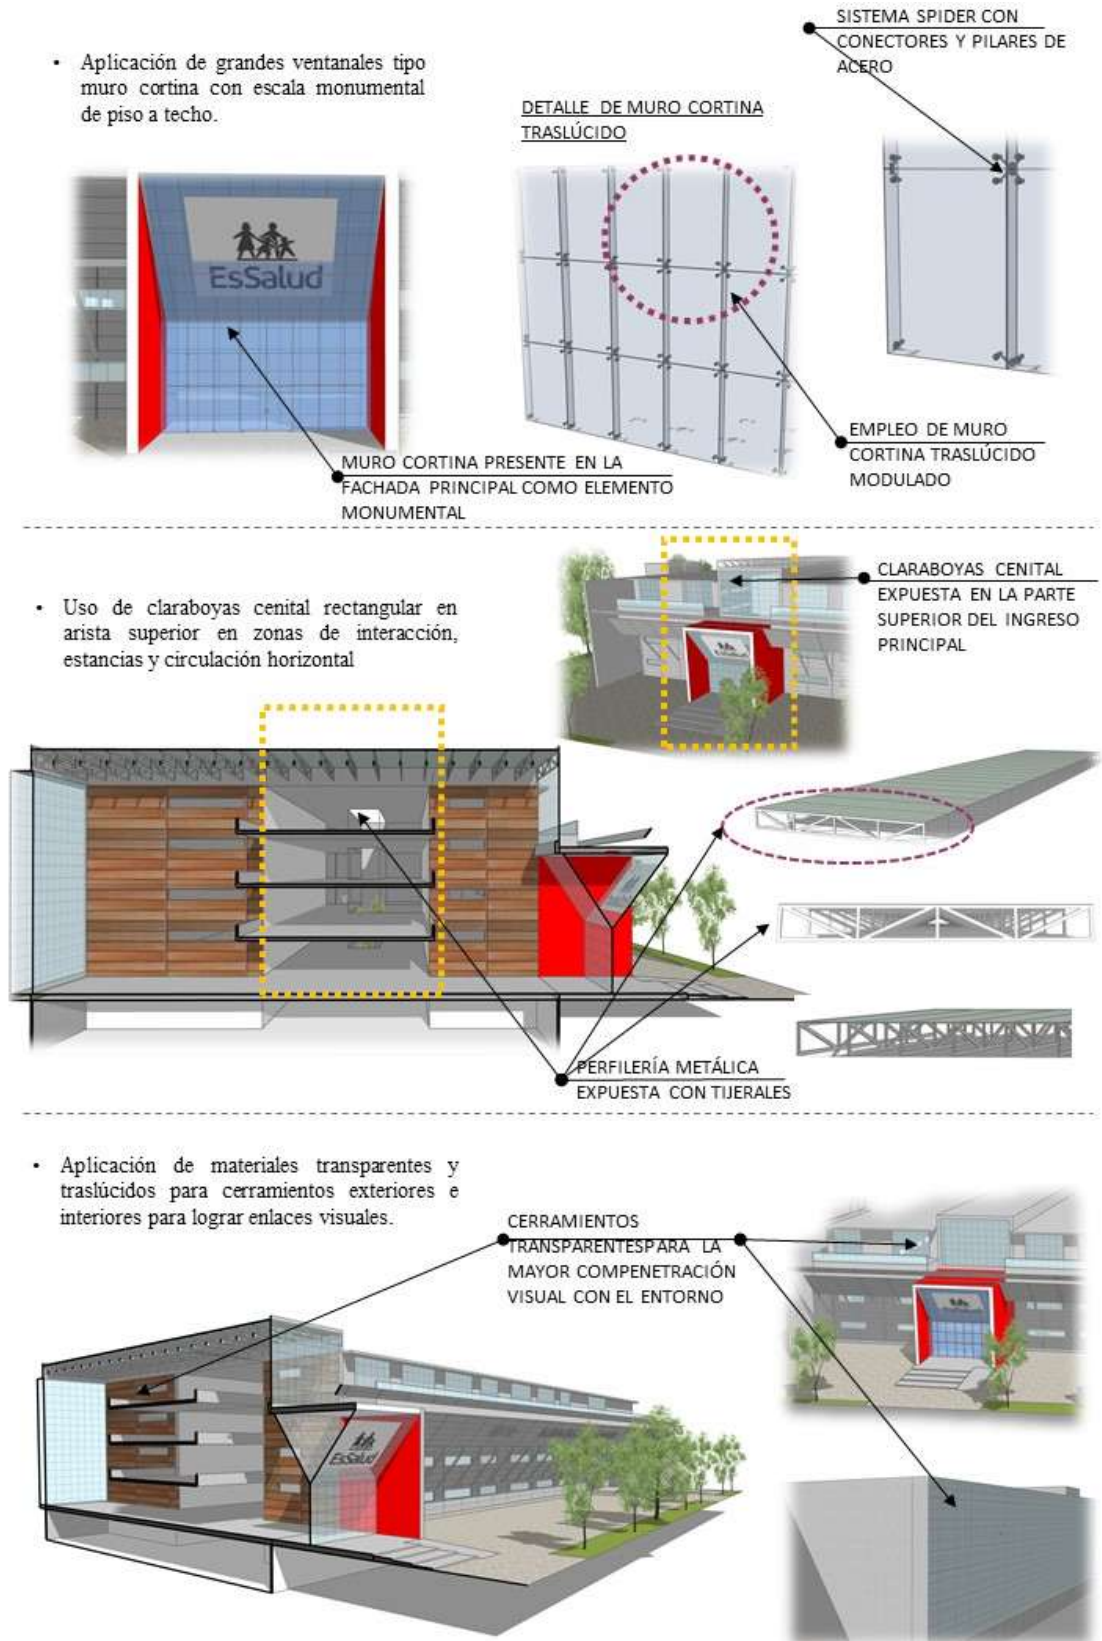 SISTEMA SPIDER CON
CONECTORES Y PILARES DE
ACERO
• Aplicación de grandes ventanales tipo
muro cortina con escala monumental
de piso a techo.
DETALLE DE MURO CORTINA
TRASLÚCIDO
EsSalud
EMPLEO DE MURO
CORTINA TRASLÚCIDO
MODULADO
MURO CORTINA PRESENTE EN LA
FACHADA PRINCIPAL COMO ELEMENTO
MONUMENTAL
CLARABOYAS CENITAL
EXPUESTA EN LA PARTE
SUPERIOR DEL INGRESO
PRINCIPAL
• Uso de claraboyas cenital rectangular en
arista superior en zonas de interacción,
estancias y circulación horizontal
EsSalud
PERFILERÍA METÁLICA
EXPUESTA CON TIJERALES
• Aplicación de materiales transparentes y
traslúcidos para cerramientos exteriores e
interiores para lograr enlaces visuales.
CERRAMIENTOS
TRANSPARENTESPARA LA
MAYOR COMPENETRACIÓN
VISUAL CON EL ENTORNO
EsSalud